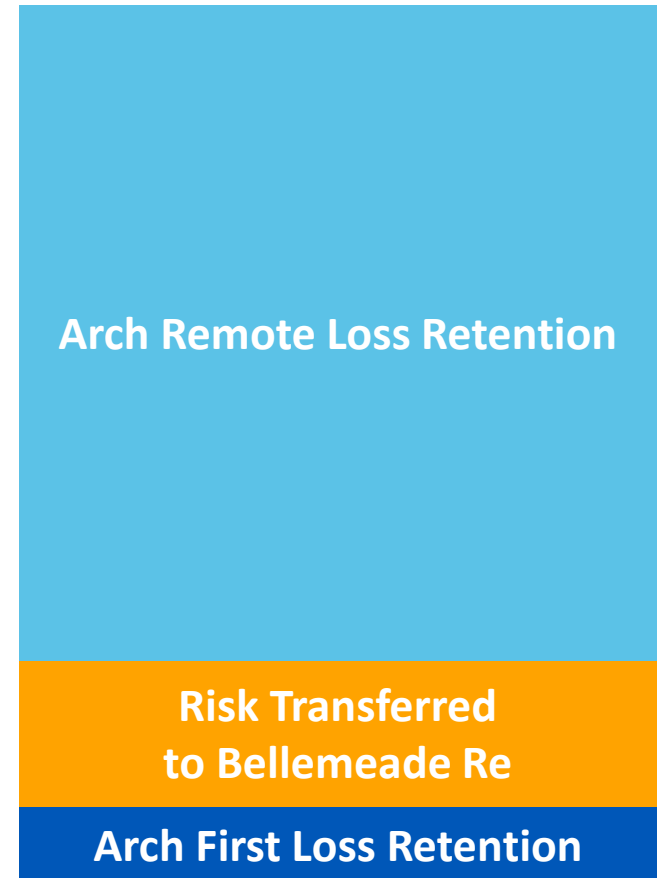 Arch Remote Loss Retention
Risk Transferred
to Bellemeade Re
Arch First Loss Retention